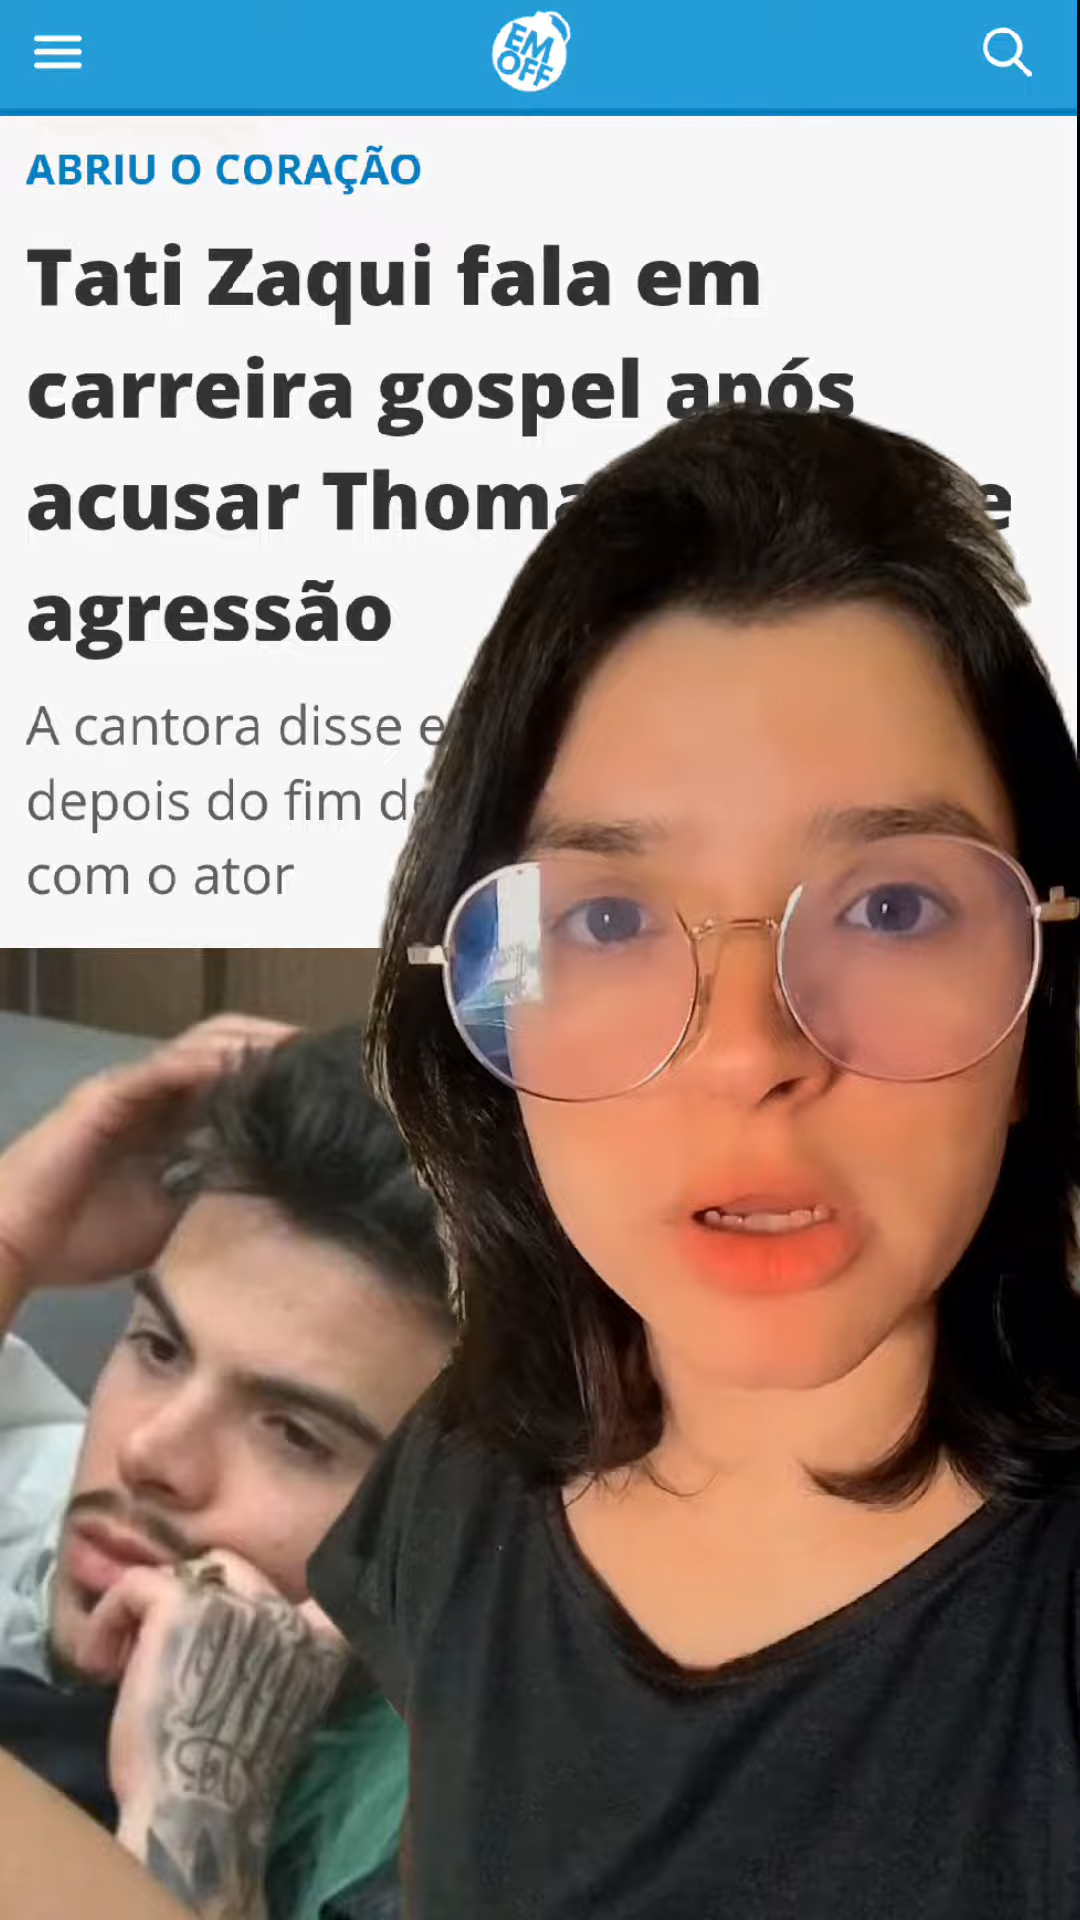 EM
OFF
ABRIU O CORAÇÃO
Tati Zaqui fala em
carreira gospel após
acusar
agressão
A cantora disse
depois do fim
com o ator